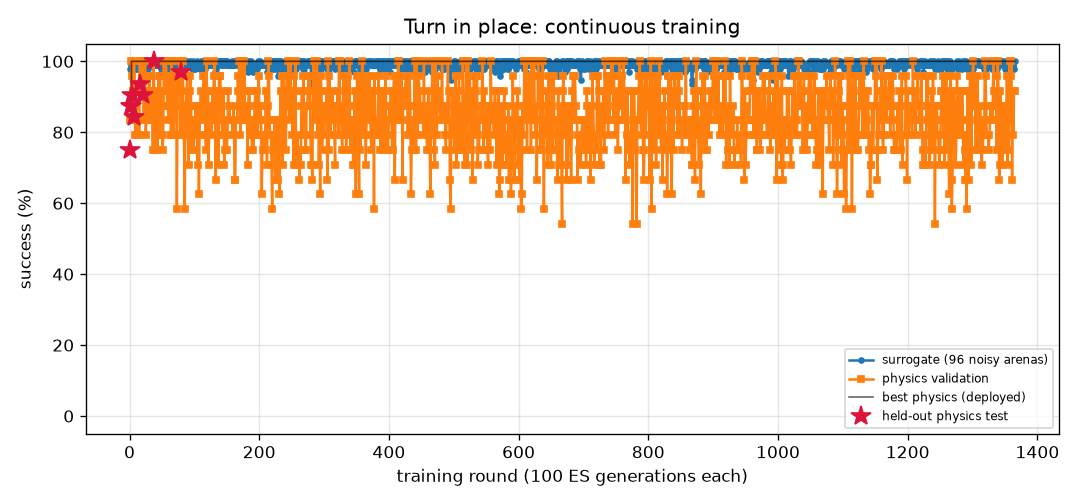 Turn in place: continuous training
success (%)
100
80
60
40
20
0
surrogate (96 noisy arenas)
physics validation
best physics (deployed)
held-out physics test
0 200 400 600 800 1000 1200 1400
training round (100 ES generations each)